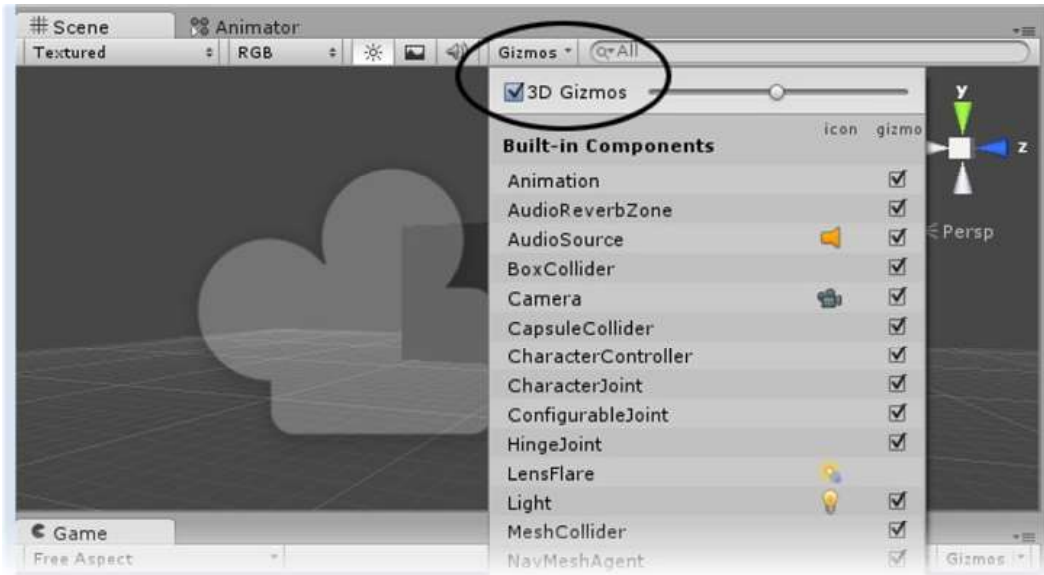 Scene Animator
Textured RGB Gizmos All
3D Gizmos
y
icon gizmo
Built-in Components
z
Animation
AudioReverbZone
AudioSource
Persp
BoxCollider
Camera
CapsuleCollider
CharacterController
CharacterJoint
ConfigurableJoint
HingeJoint
LensFlare
Light
Game
MeshCollider
Free Aspect NavMeshAgent Gizmos